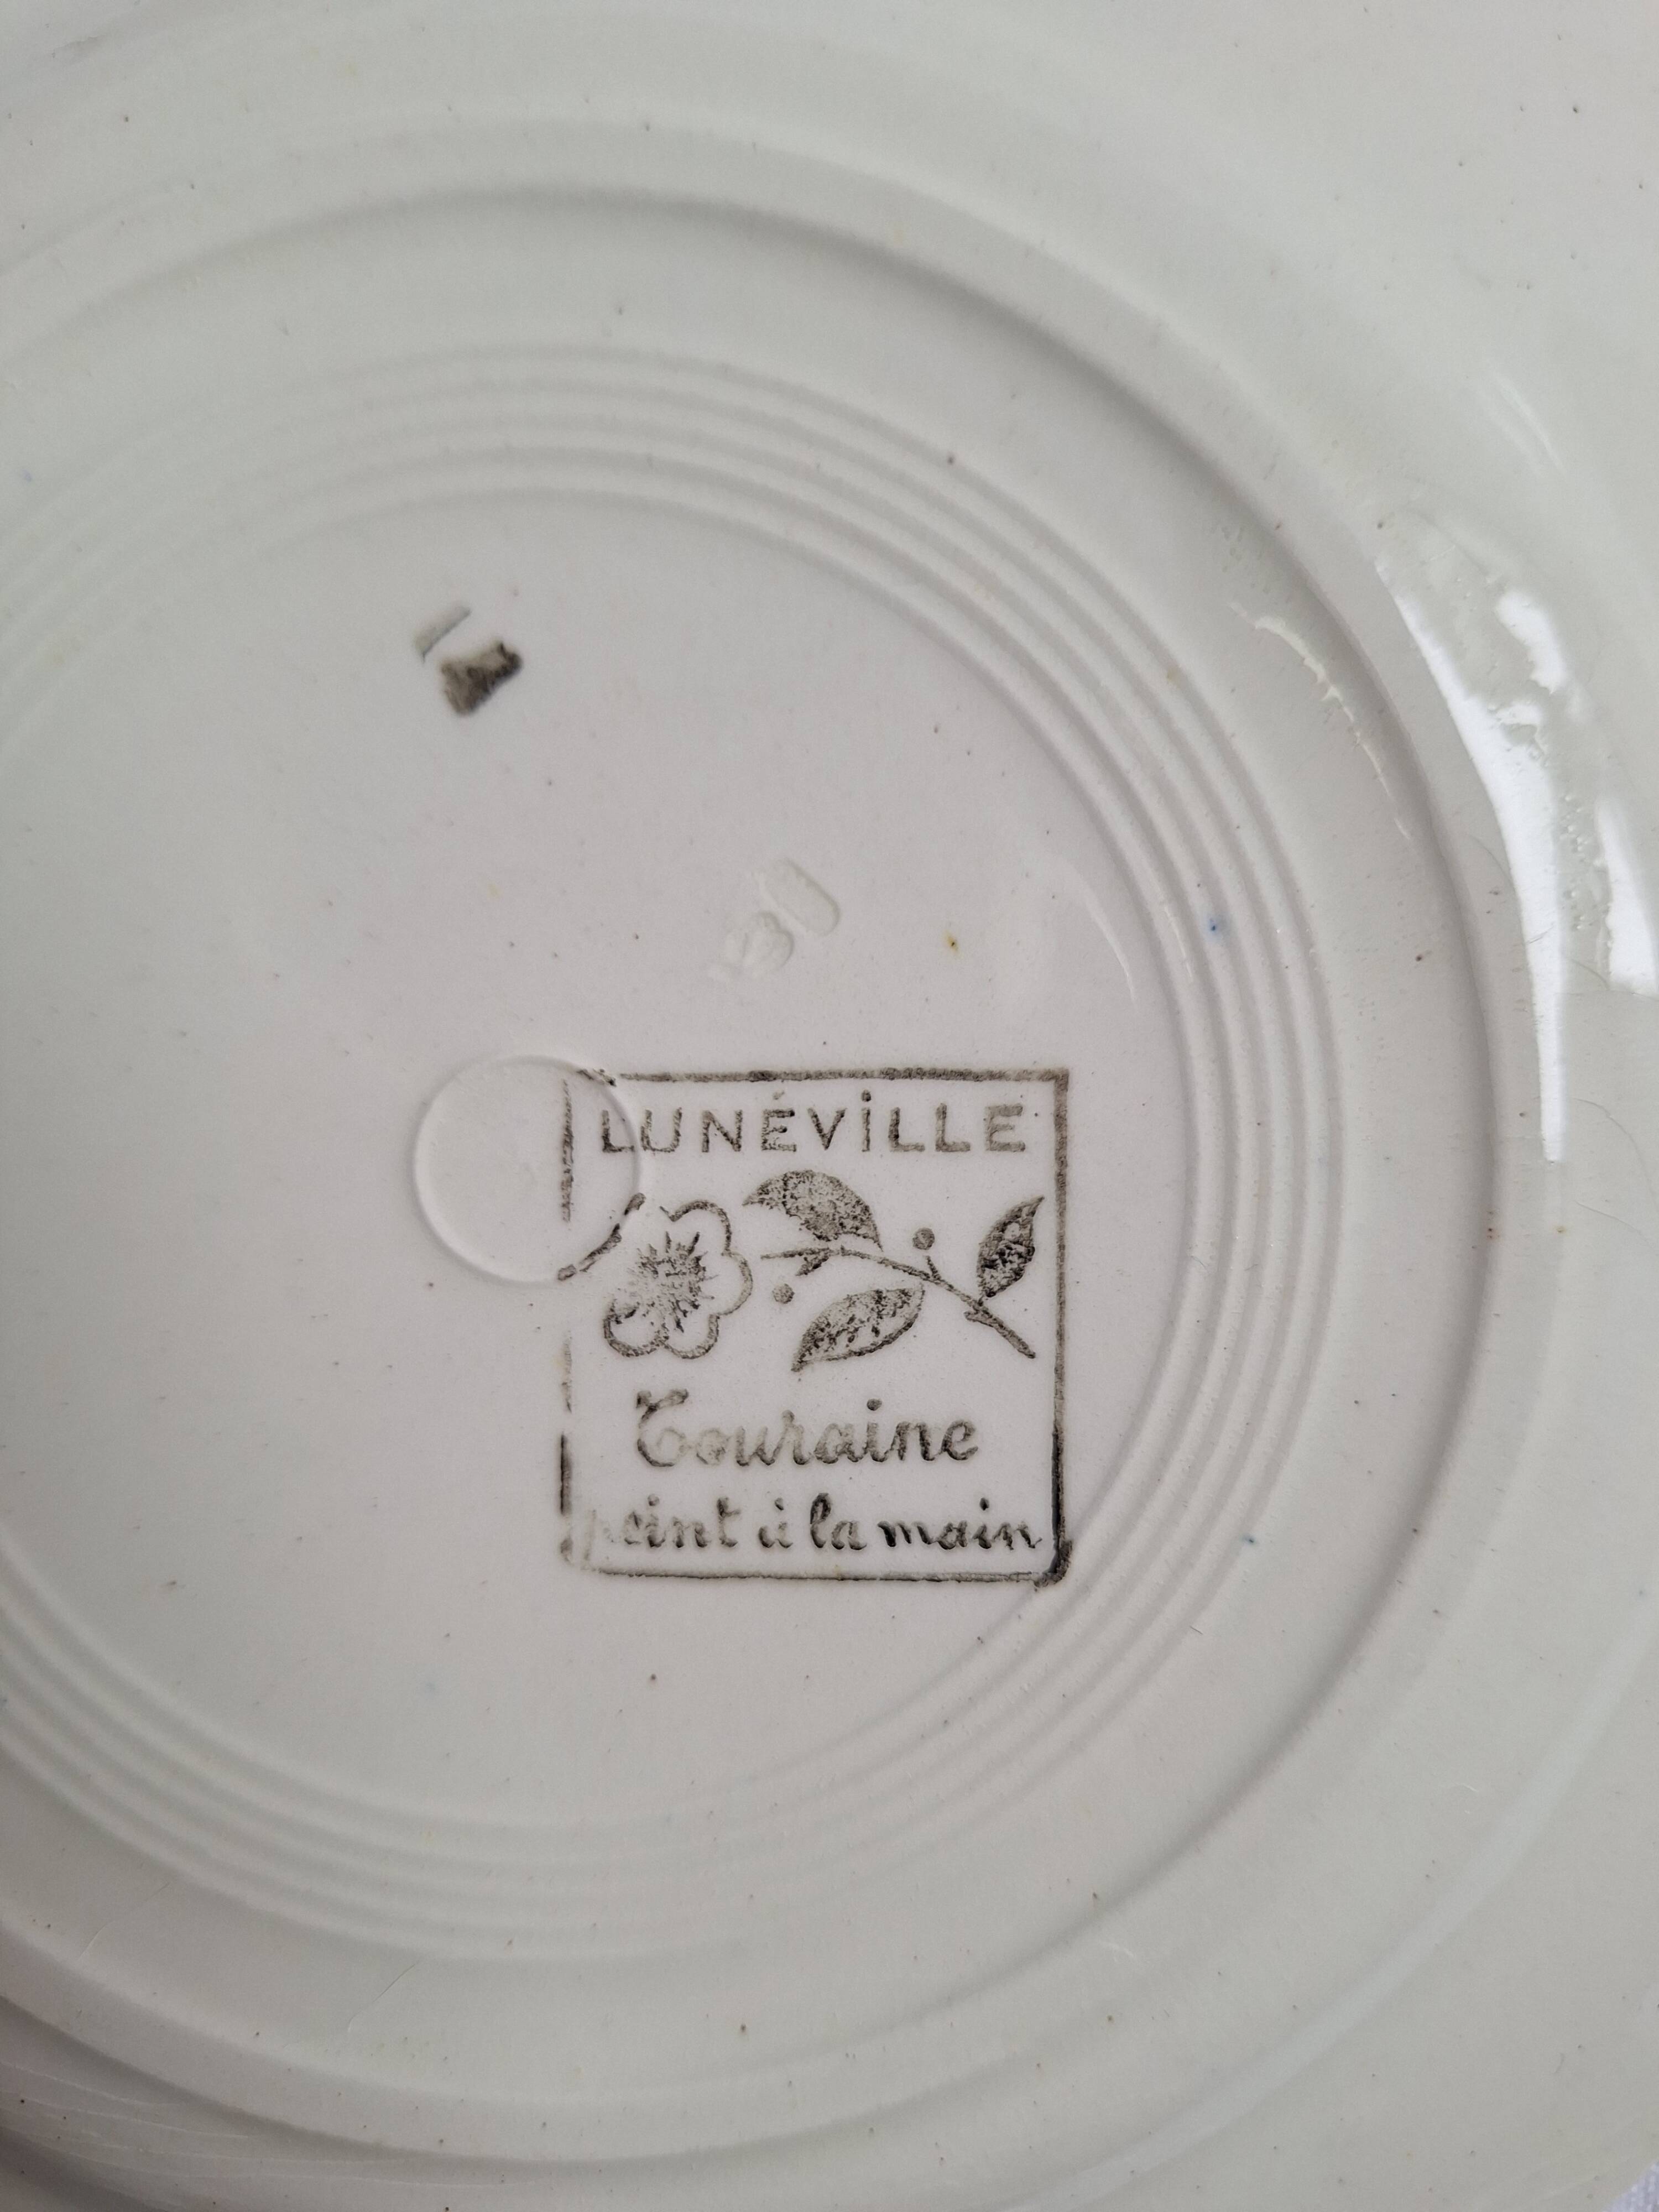 LUNÉViLLE
Touraine
peint à la main